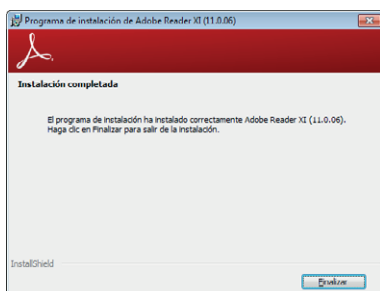 Programa de instalación de Adobe Reader XI (11.0.06)
Instalación completada
El programa de instalación ha instalado correctamente Adobe Reader XI (11.0.06).
Haga clic en Finalizar para salir de la instalación.
InstallShield
Finalizar